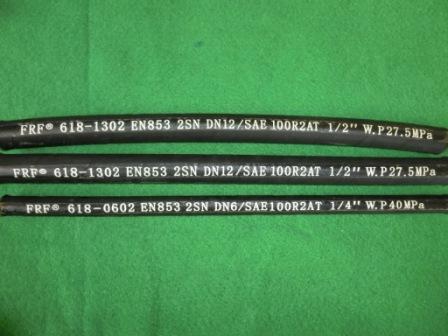 FRF® 618-1302 EN853 2SN DN12/SAE 100R2AT 1/2" W.P27.5MPa
FRF® 618-1302 EN853 2SN DN12/SAE 100R2AT 1/2" W.P27.5MPa
FRF® 618-0602 EN853 2SN DN6/SAE100R2AT 1/4" W.P40MPa